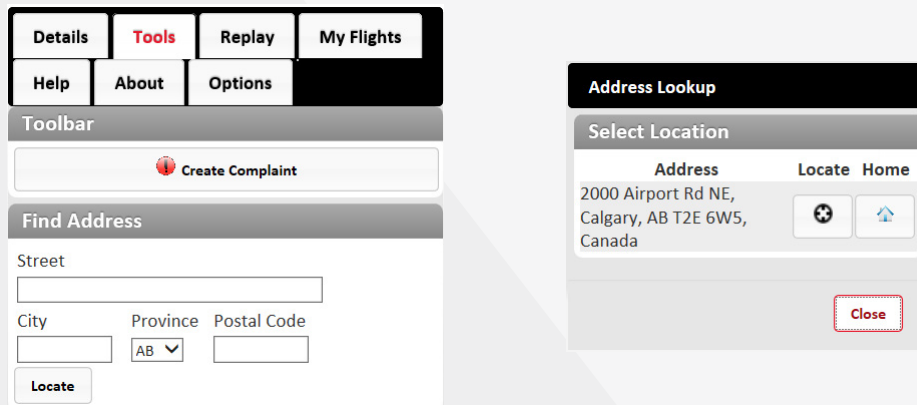 Details Tools Replay My Flights
Help About Options
Toolbar
Create Complaint
Find Address
Street
City Province Postal Code
AB
Locate
Address Lookup
Select Location
Address Locate Home
2000 Airport Rd NE,
Calgary, AB T2E 6W5,
Canada
Close